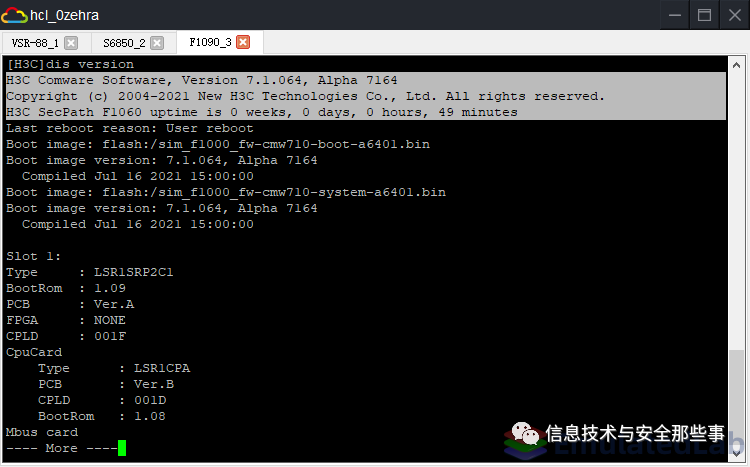 hcl_0zehra
VSR-88_1 S6850_2 F1090_3
[H3C]dis version
H3C Comware Software, Version 7.1.064, Alpha 7164
Copyright (c) 2004-2021 New H3C Technologies Co., Ltd. All rights reserved.
H3C SecPath F1060 uptime is 0 weeks, 0 days, 0 hours, 49 minutes
Last reboot reason: User reboot
Boot image: flash:/sim_f1000_fw-cmw710-boot-a6401.bin
Boot image version: 7.1.064, Alpha 7164
  Compiled Jul 16 2021 15:00:00
Boot image: flash:/sim_f1000_fw-cmw710-system-a6401.bin
Boot image version: 7.1.064, Alpha 7164
  Compiled Jul 16 2021 15:00:00
Slot 1:
Type     : LSR1SRP2C1
BootRom  : 1.09
PCB      : Ver.A
FPGA     : NONE
CPLD     : 001F
CpuCard
    Type      : LSR1CPA
    PCB       : Ver.B
    CPLD      : 001D
    BootRom   : 1.08
Mbus card
---- More ----
信息技术与安全那些事
EmulatedLab